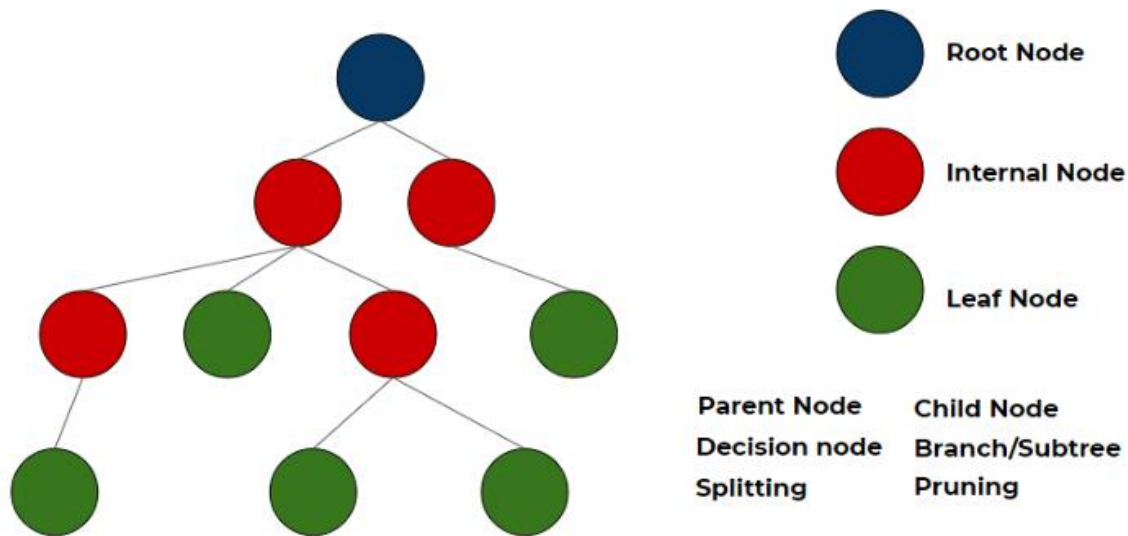 Root Node
Internal Node
Leaf Node
Parent Node
Child Node
Decision node
Branch/Subtree
Splitting
Pruning